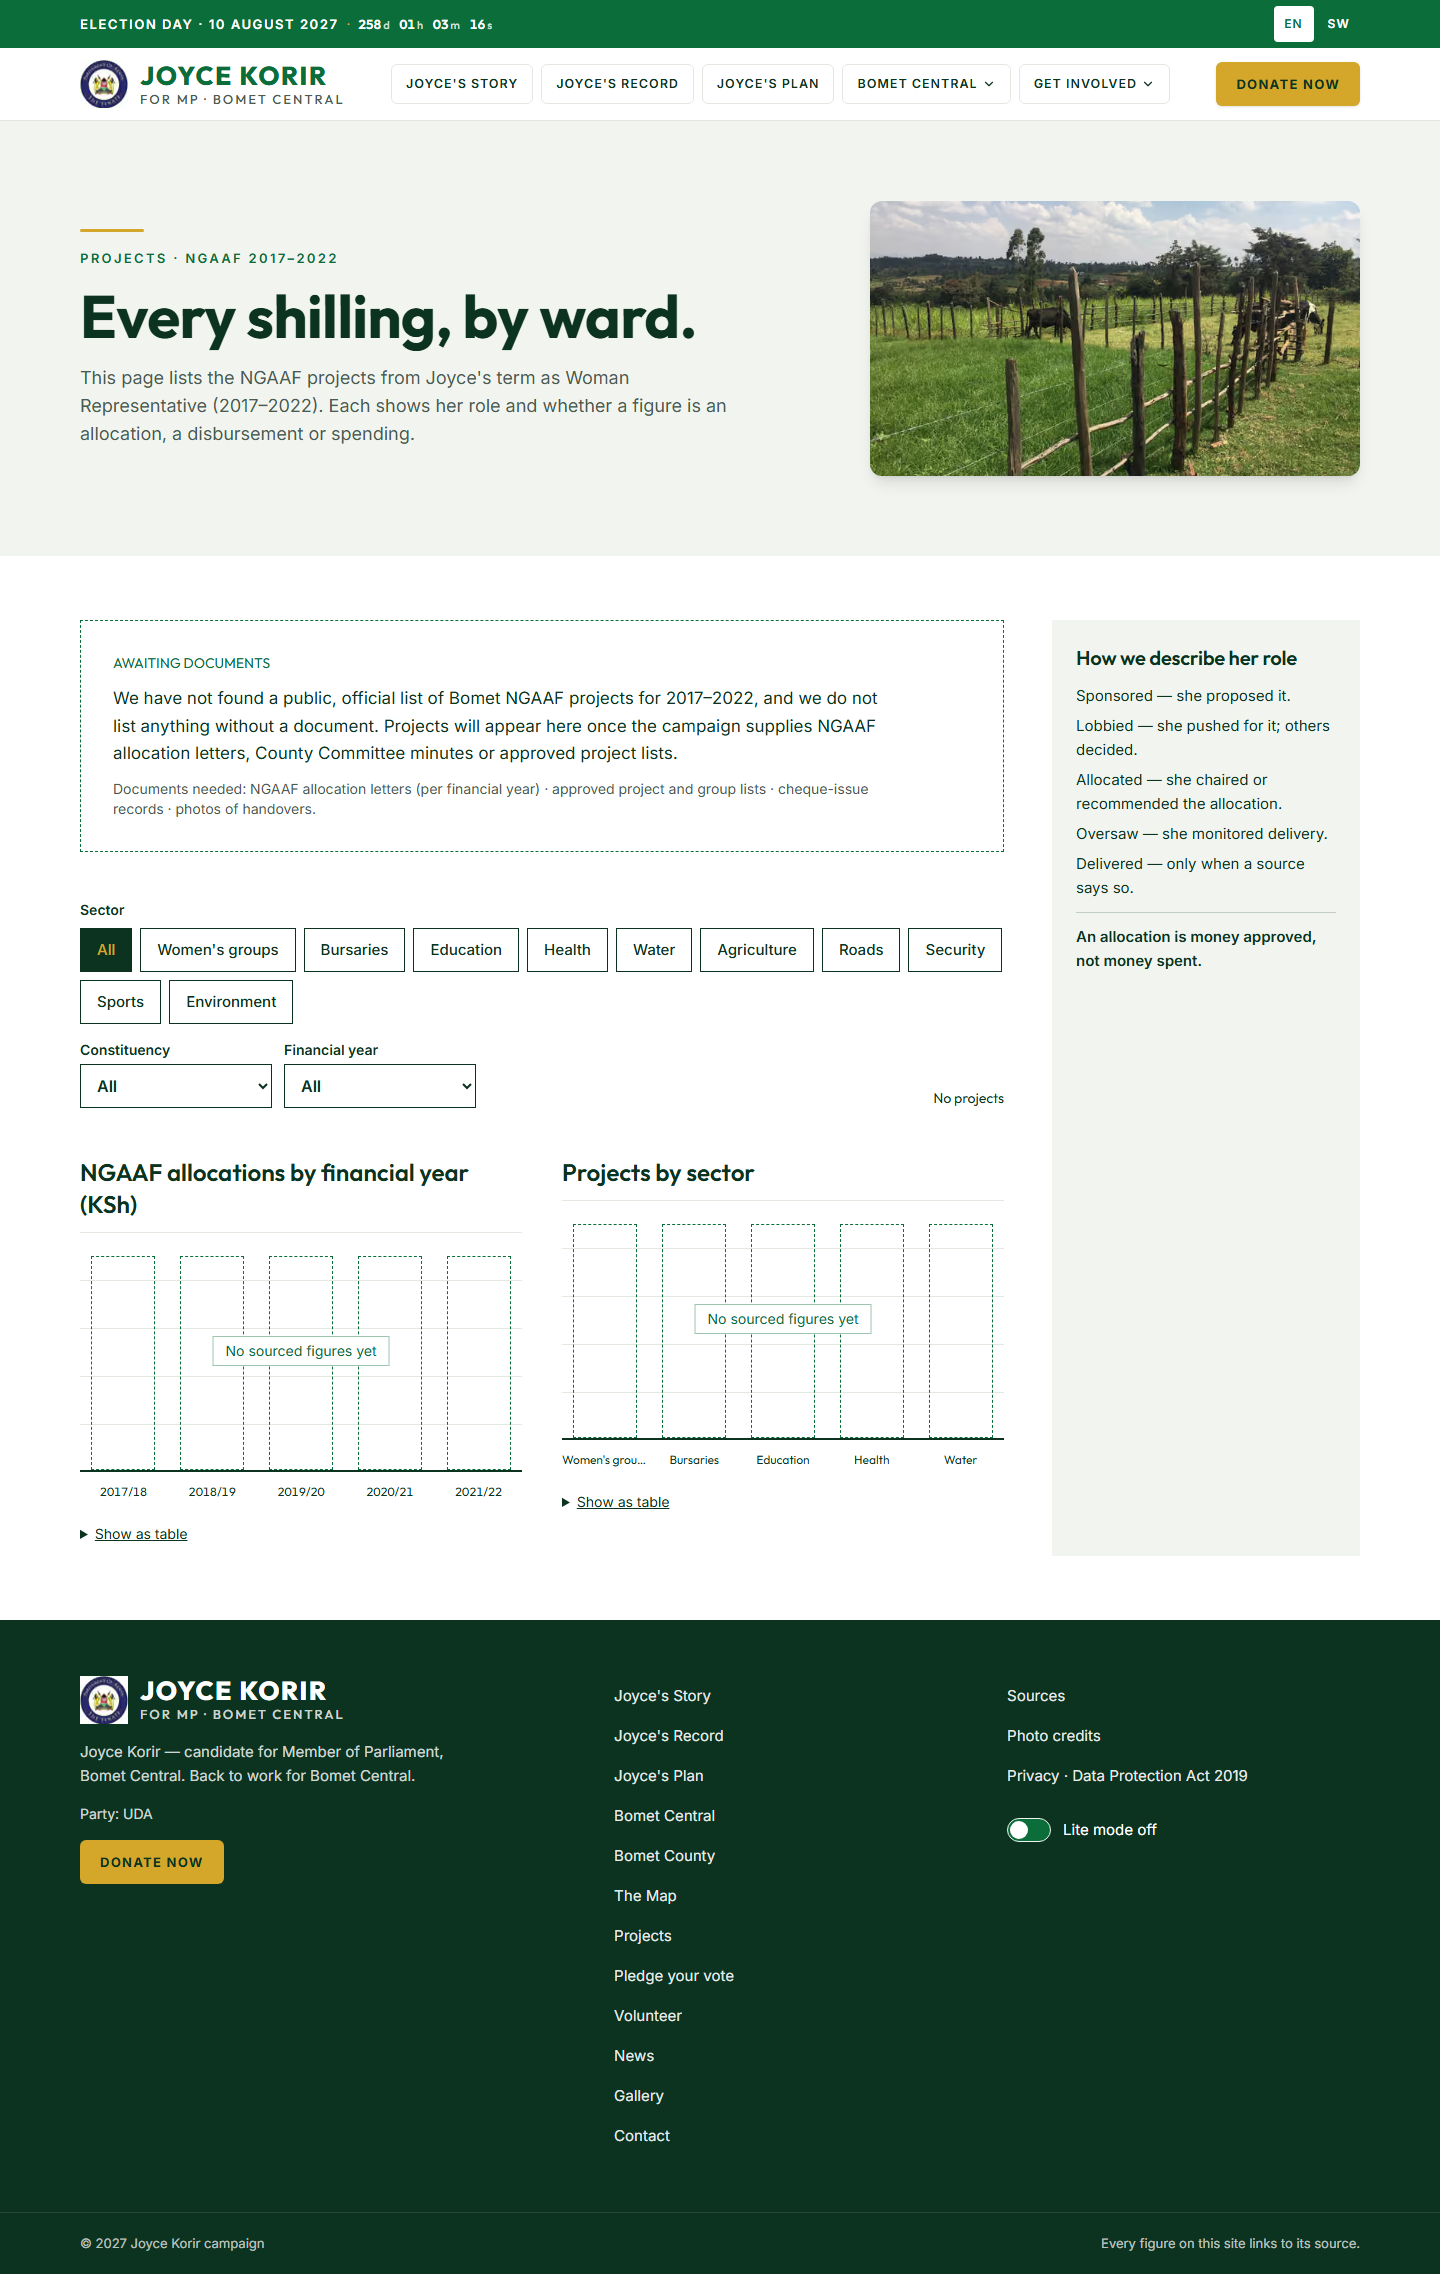 ELECTION DAY · 10 AUGUST 2027 · 258d 01h 03m 16s
EN SW
JOYCE KORIR
FOR MP · BOMET CENTRAL
JOYCE'S STORY
JOYCE'S RECORD
JOYCE'S PLAN
BOMET CENTRAL
GET INVOLVED
DONATE NOW
PROJECTS · NGAAF 2017–2022
Every shilling, by ward.
This page lists the NGAAF projects from Joyce's term as Woman
Representative (2017–2022). Each shows her role and whether a figure is an
allocation, a disbursement or spending.
AWAITING DOCUMENTS
We have not found a public, official list of Bomet NGAAF projects for 2017–2022, and we do not
list anything without a document. Projects will appear here once the campaign supplies NGAAF
allocation letters, County Committee minutes or approved project lists.
Documents needed: NGAAF allocation letters (per financial year) · approved project and group lists · cheque-issue
records · photos of handovers.
How we describe her role
Sponsored — she proposed it.
Lobbied — she pushed for it; others
decided.
Allocated — she chaired or
recommended the allocation.
Oversaw — she monitored delivery.
Delivered — only when a source
says so.
An allocation is money approved,
not money spent.
Sector
All Women's groups Bursaries Education Health Water Agriculture Roads Security
Sports Environment
Constituency Financial year
All All
No projects
NGAAF allocations by financial year
(KSh)
No sourced figures yet
2017/18 2018/19 2019/20 2020/21 2021/22
Show as table
Projects by sector
No sourced figures yet
Women's grou... Bursaries Education Health Water
Show as table
JOYCE KORIR
FOR MP · BOMET CENTRAL
Joyce Korir — candidate for Member of Parliament,
Bomet Central. Back to work for Bomet Central.
Party: UDA
DONATE NOW
Joyce's Story
Joyce's Record
Joyce's Plan
Bomet Central
Bomet County
The Map
Projects
Pledge your vote
Volunteer
News
Gallery
Contact
Sources
Photo credits
Privacy · Data Protection Act 2019
Lite mode off
© 2027 Joyce Korir campaign
Every figure on this site links to its source.